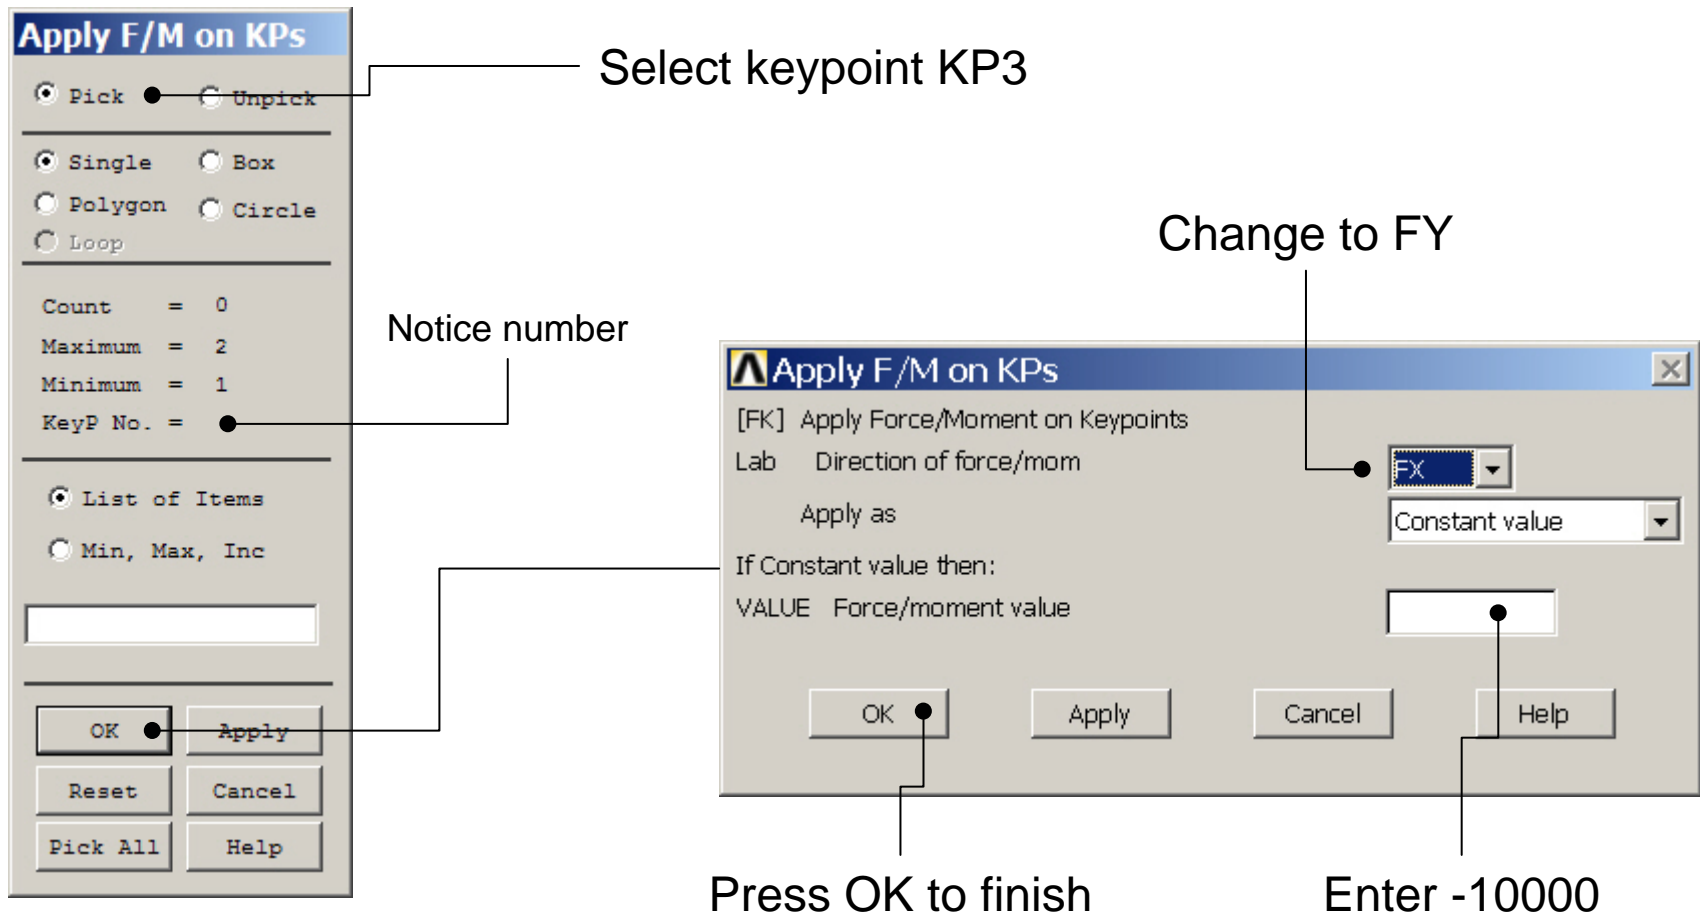 Apply F/M on KPs
Pick Unpick
Single Box
Polygon Circle
Loop
Count = 0
Maximum = 2
Minimum = 1
KeyP No. =
List of Items
Min, Max, Inc
OK Apply
Reset Cancel
Pick All Help
Select keypoint KP3
Notice number
Change to FY
Apply F/M on KPs
[FK] Apply Force/Moment on Keypoints
Lab Direction of force/mom FX
Apply as Constant value
If Constant value then:
VALUE Force/moment value
OK Apply Cancel Help
Press OK to finish
Enter -10000